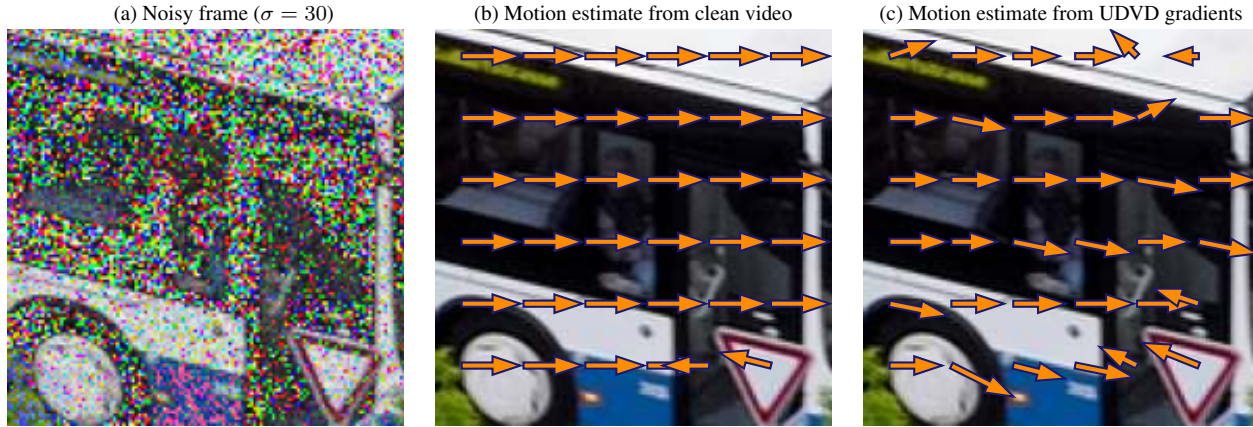 (a) Noisy frame (σ = 30)
(b) Motion estimate from clean video
(c) Motion estimate from UDVD gradients